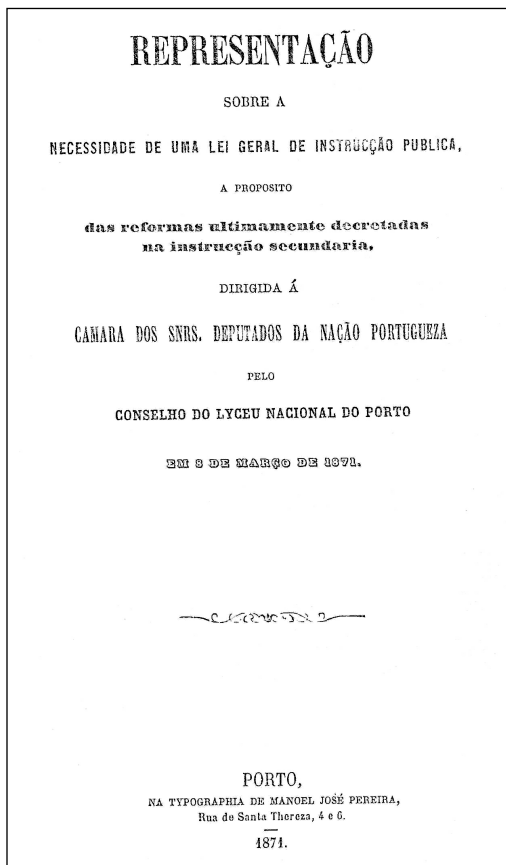 REPRESENTAÇÃO
SOBRE A
NECESSIDADE DE UMA LEI GERAL DE INSTRUCÇÃO PUBLICA,
A PROPOSITO
das reformas ultimamente decretadas
na instrucção secundaria,
DIRIGIDA Á
CAMARA DOS SNRS. DEPUTADOS DA NAÇÃO PORTUGUEZA
PELO
CONSELHO DO LYCEU NACIONAL DO PORTO
EM 8 DE MARÇO DE 1871.
PORTO,
NA TYPOGRAPHIA DE MANOEL JOSÉ PEREIRA,
Rua de Santa Thereza, 4 e 6.
1871.